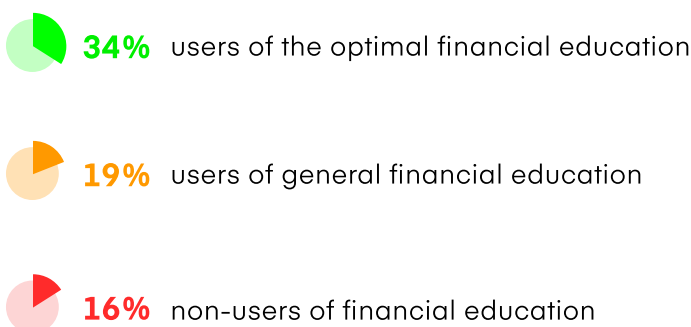 34% users of the optimal financial education
19% users of general financial education
16% non-users of financial education